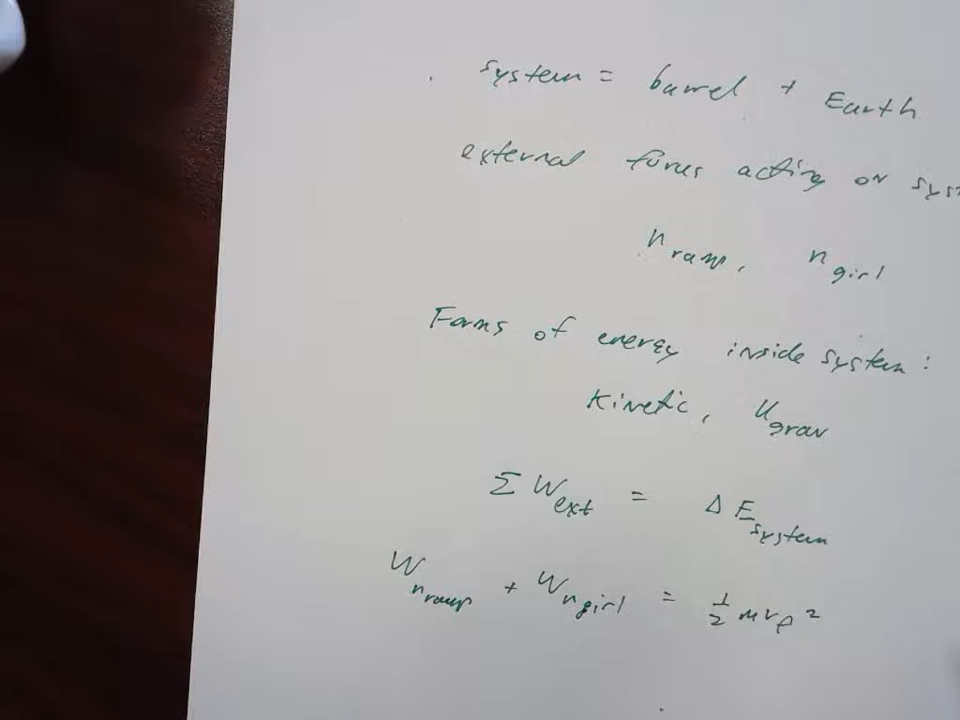 system = barrel + Earth
external forces acting on sys
n ramp, n girl
Forms of energy inside system:
Kinetic, U grav
Σ W ext = Δ E system
W n ramp + W n girl = 1/2 m v f ²